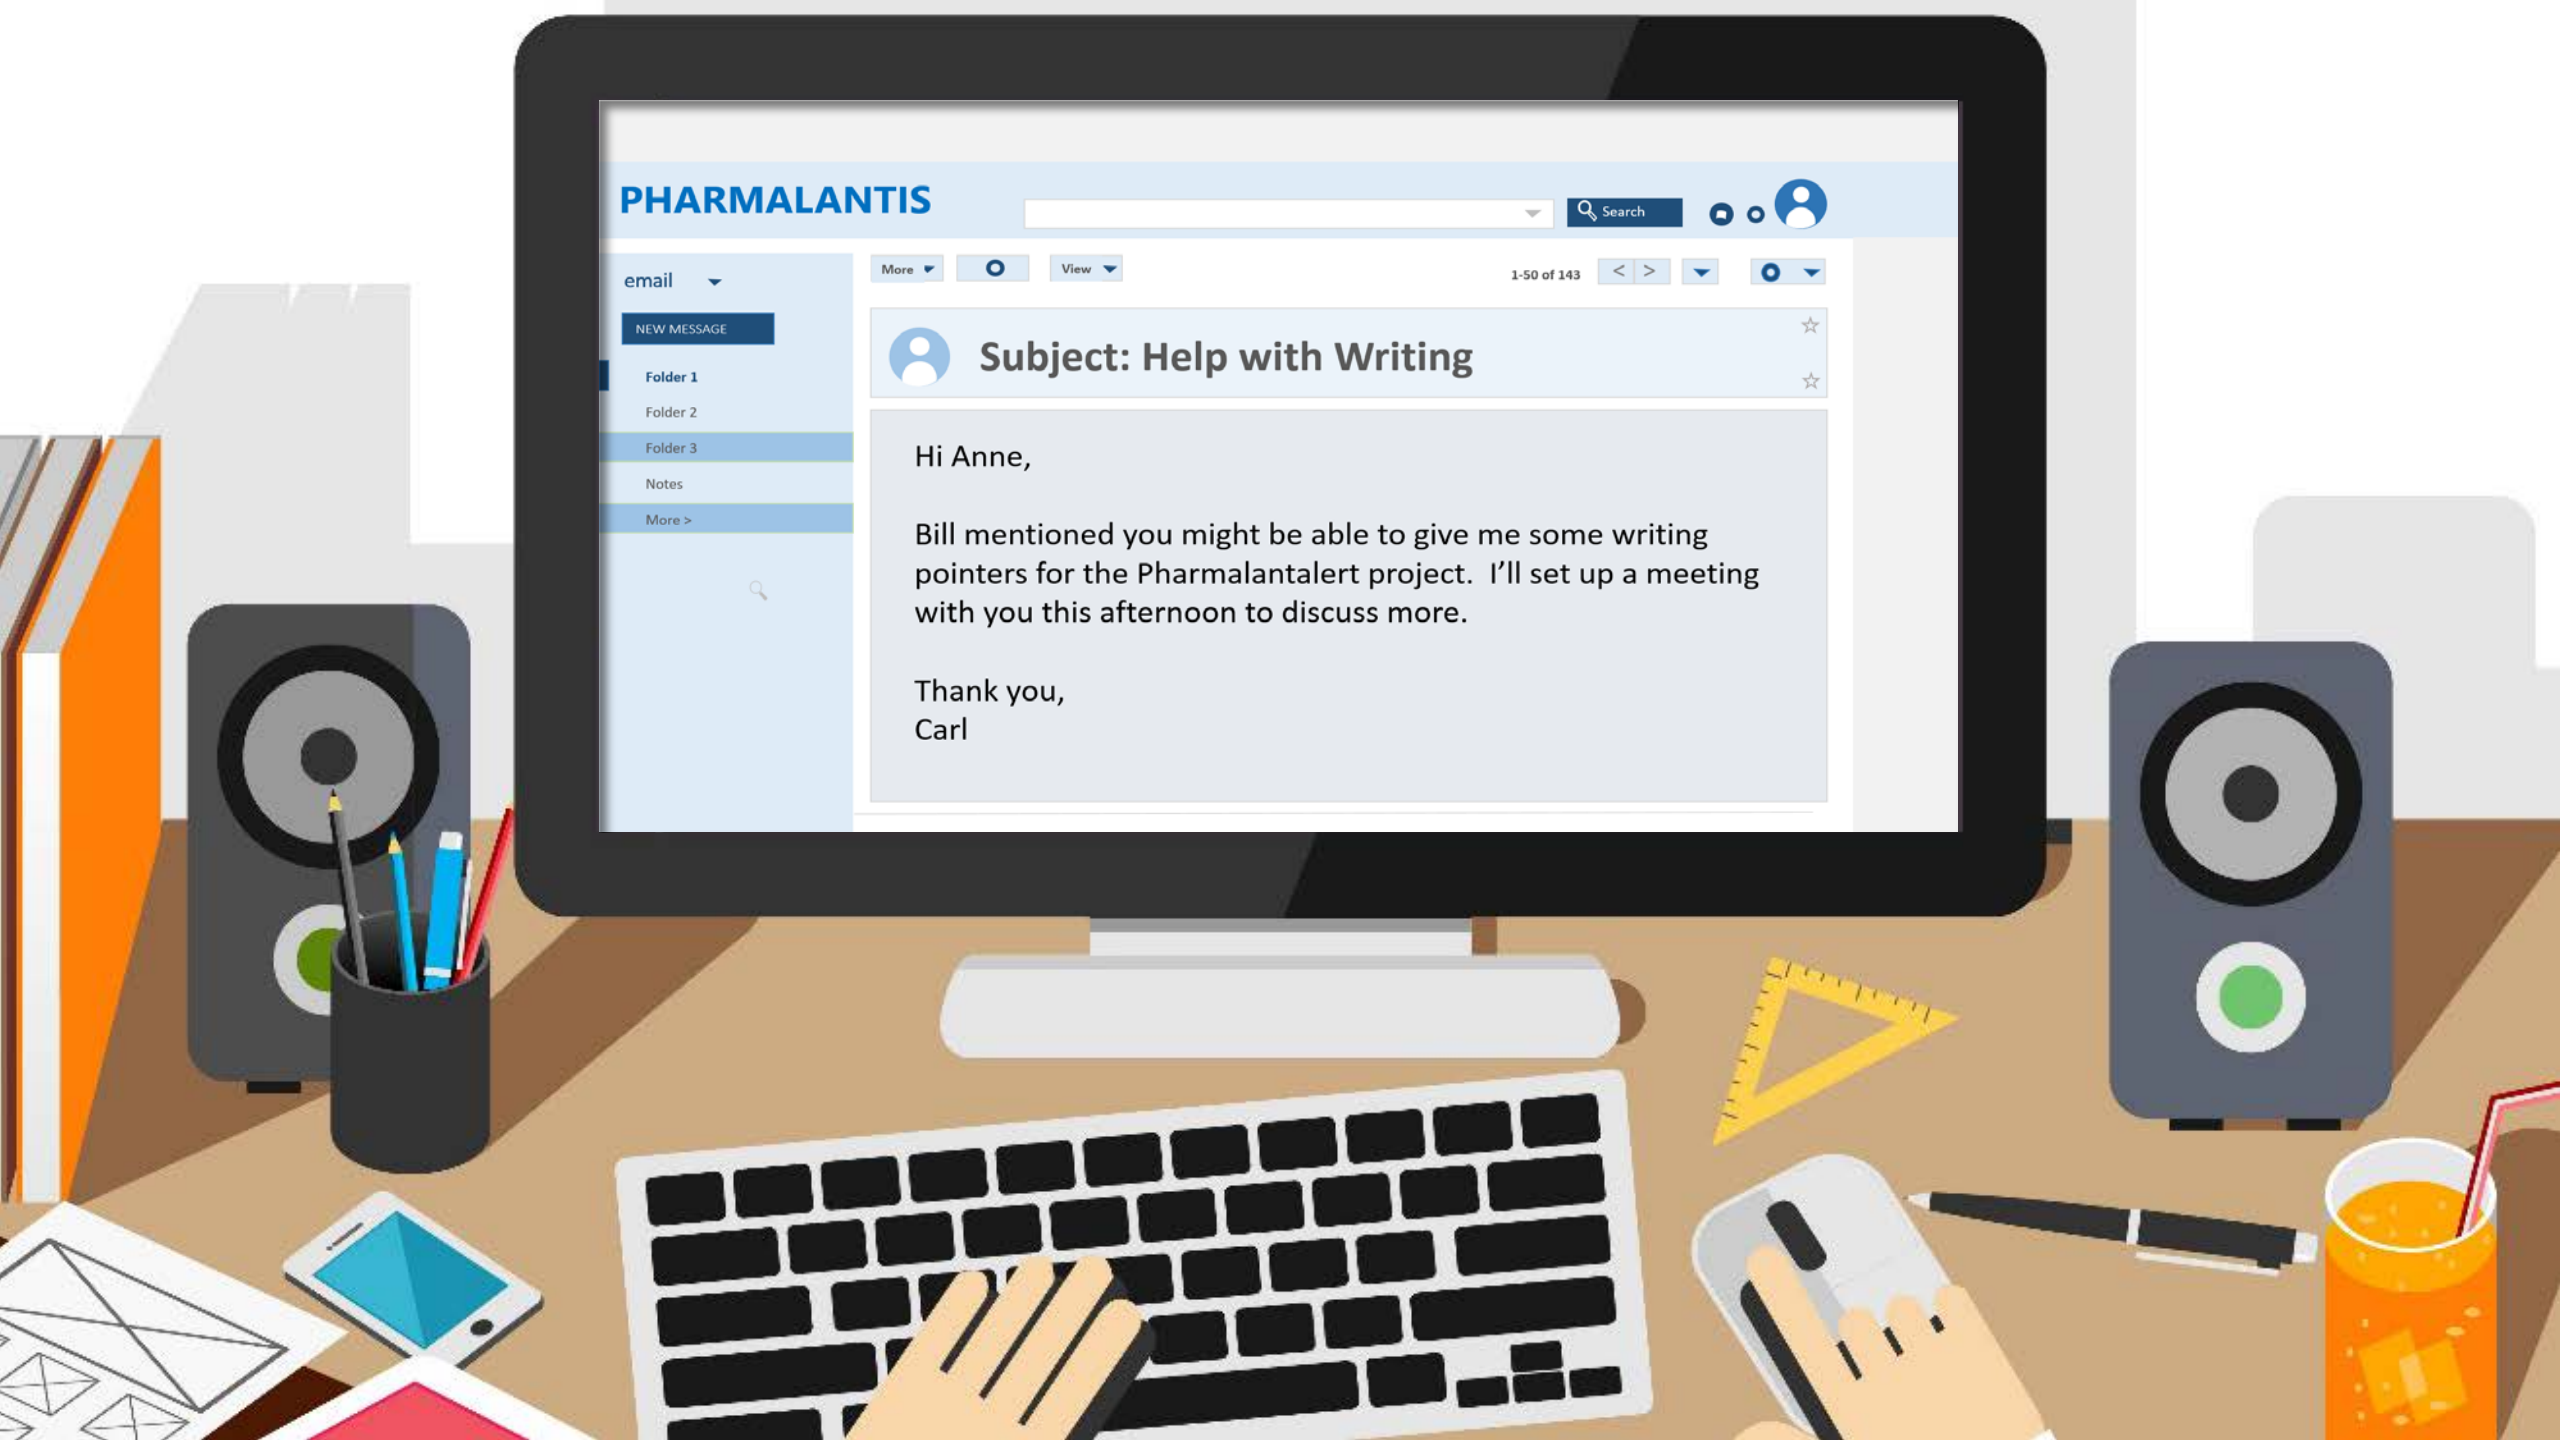 PHARMALANTIS
Search
email
More
View
1-50 of 143
< >
NEW MESSAGE
Folder 1
Folder 2
Folder 3
Notes
More >
Subject: Help with Writing
Hi Anne,
Bill mentioned you might be able to give me some writing
pointers for the Pharmalantalert project.  I’ll set up a meeting
with you this afternoon to discuss more.
Thank you,
Carl